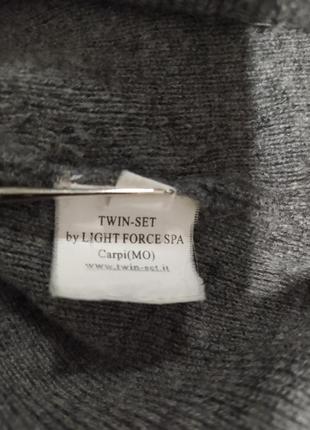 TWIN-SET
by LIGHT FORCE SPA
Carpi(MO)
www.twin-set.it